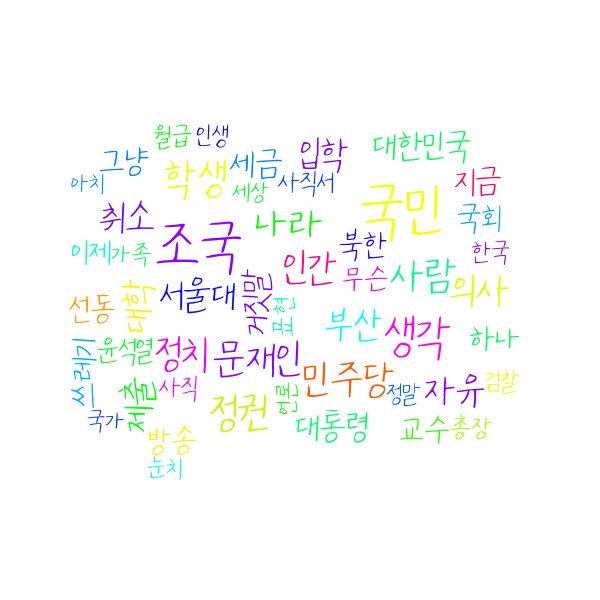 월급 인생
그냥 학생 세금 입학 대한민국
아치 세상 사직서 지금
취소 조국 나라 국민 국회
이제 가족 북한 한국
인간 무슨 사람 의사
선동 대학 서울대 거짓말 표현 부산 생각 하나
쓰레기 윤석열 정치 문재인 민주당 정말 자유 검찰
국가 제출 사직 정권 언론 대통령 교수 총장
방송
눈치